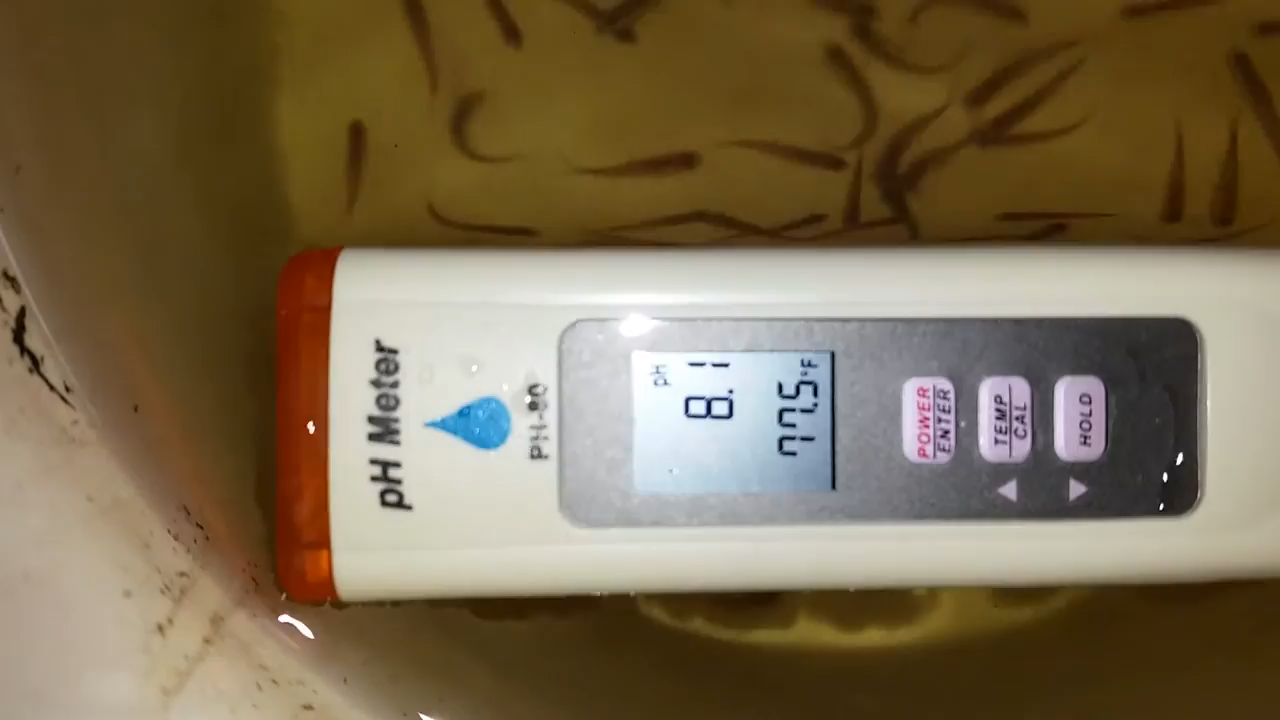 pH Meter
PH-80
pH
8.1
77.5°F
POWER
ENTER
TEMP
CAL
HOLD